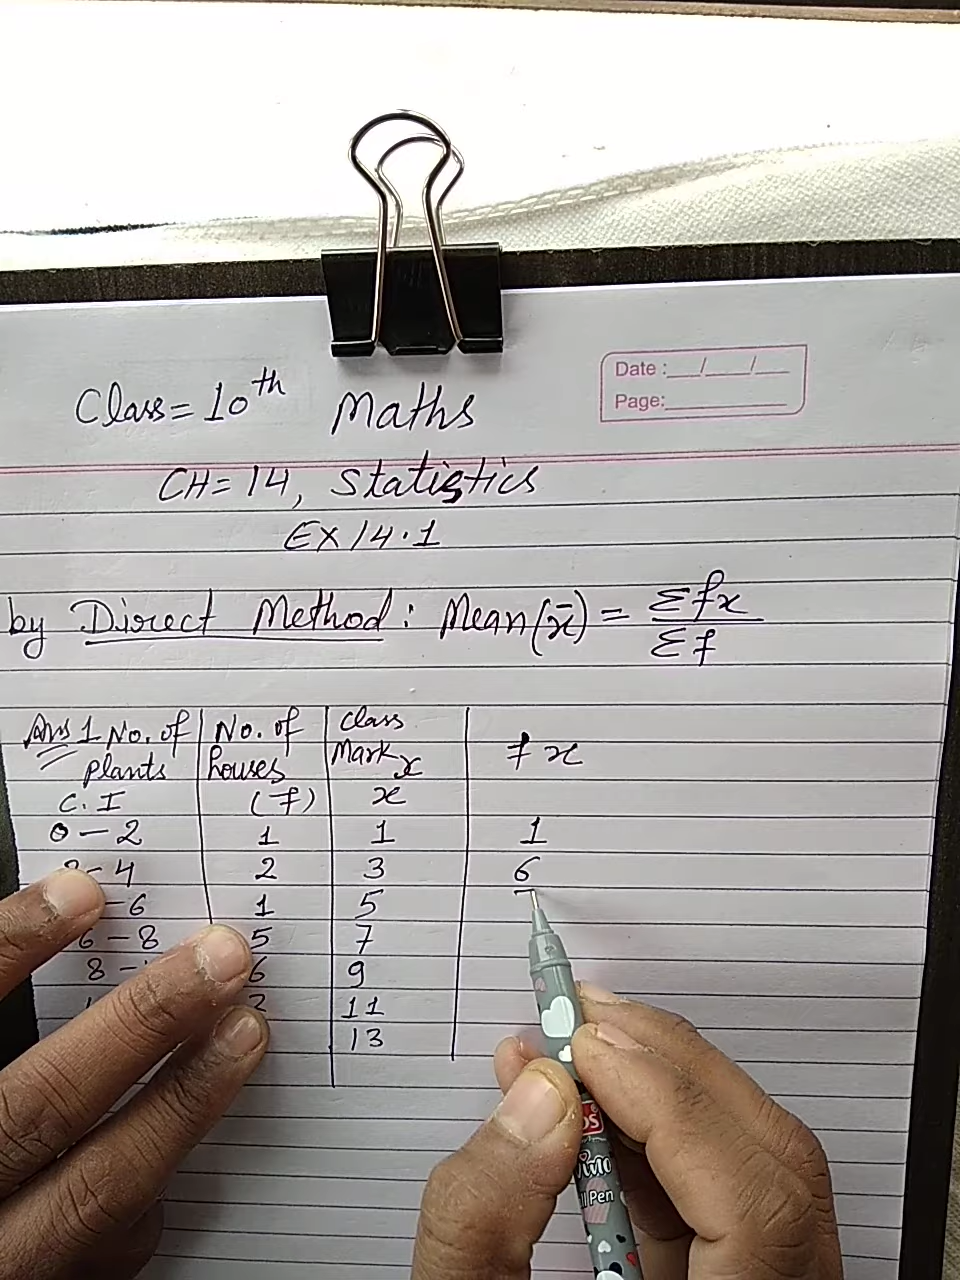 Class = 10th Maths
Date : __/__/__
Page:
CH = 14, Statistics
EX 14.1
by Direct Method : Mean (x̄) = Σfx / Σf
Ans 1 No. of plants | No. of houses | Class Mark x | fx
C.I | (f) | x
0 - 2 | 1 | 1 | 1
2 - 4 | 2 | 3 | 6
- 6 | 1 | 5
6 - 8 | 5 | 7
8 - | 6 | 9
2 | 11
13